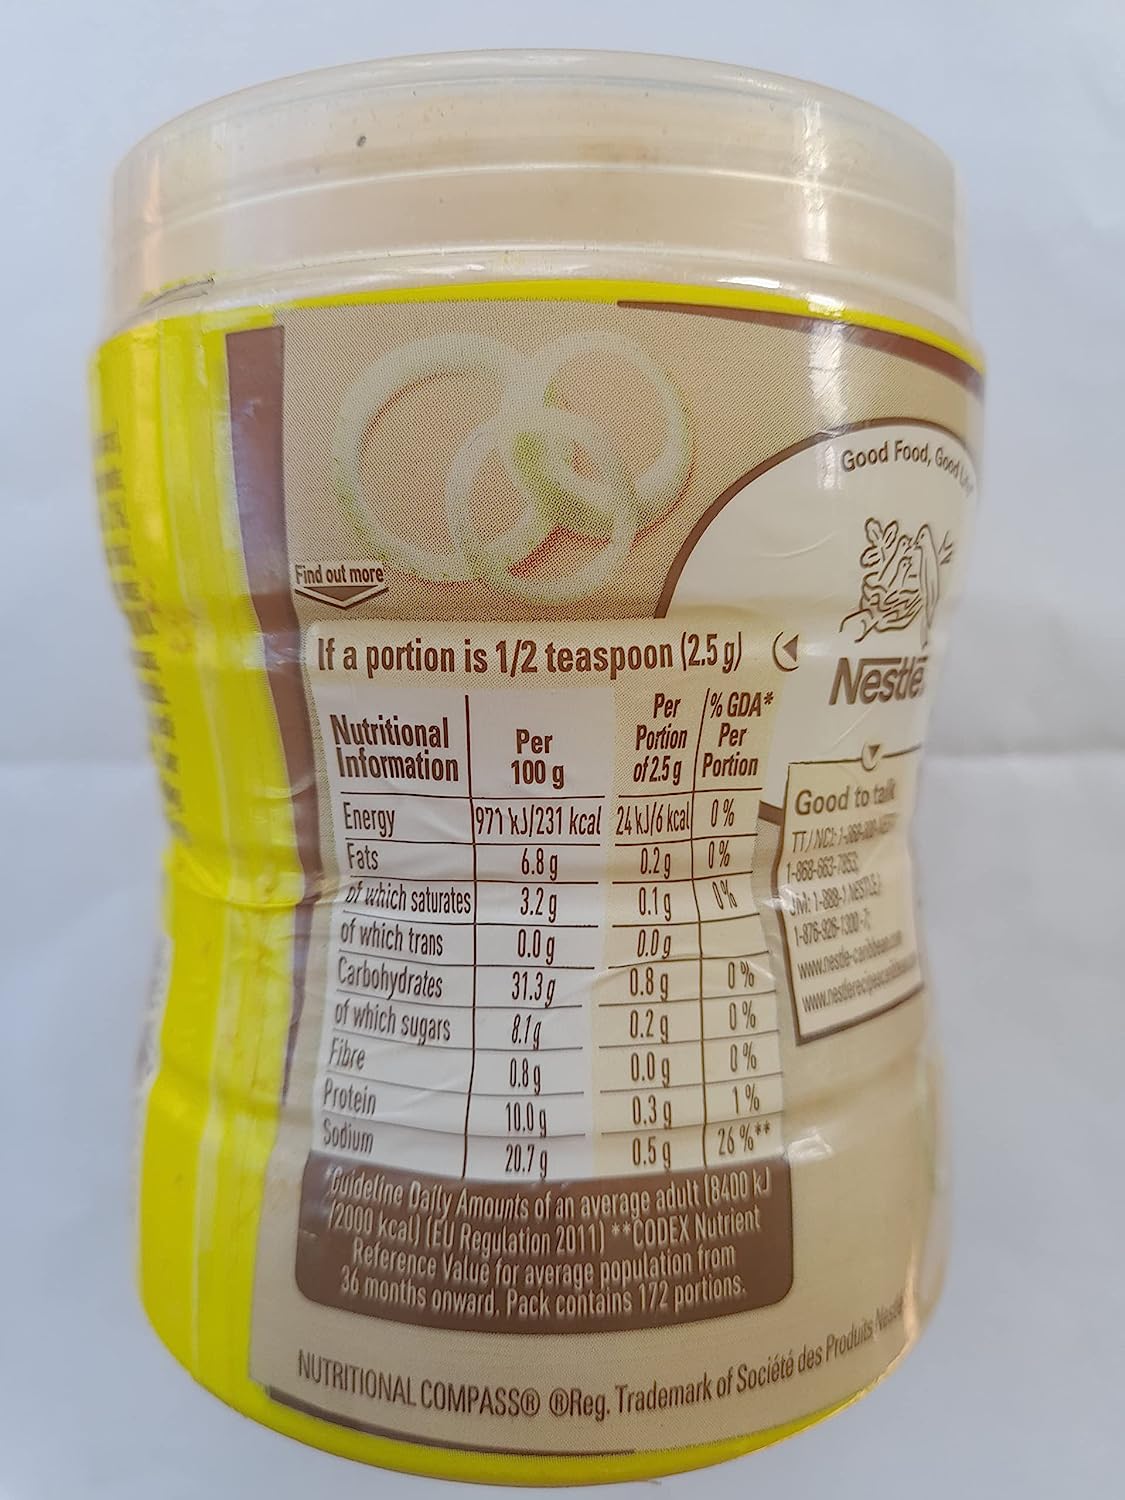 Good Food, Good Life
Find out more
If a portion is 1/2 teaspoon (2.5 g)
Nestlé
Nutritional Information | Per 100 g | Per Portion of 2.5 g | % GDA* Per Portion
Energy 971 kJ/231 kcal 24 kJ/6 kcal 0 %
Fats 6.8 g 0.2 g 0 %
of which saturates 3.2 g 0.1 g 0 %
of which trans 0.0 g 0.0 g
Carbohydrates 31.3 g 0.8 g 0 %
of which sugars 8.1 g 0.2 g 0 %
Fibre 0.8 g 0.0 g 0 %
Protein 10.0 g 0.3 g 1 %
Sodium 20.7 g 0.5 g 26 %**
Good to talk
1-868-663-7853;
1-876-926-1300-7;
www.nestle-caribbean.com
*Guideline Daily Amounts of an average adult (8400 kJ
/2000 kcal) (EU Regulation 2011) **CODEX Nutrient
Reference Value for average population from
36 months onward. Pack contains 172 portions.
NUTRITIONAL COMPASS® ®Reg. Trademark of Société des Produits Nestlé